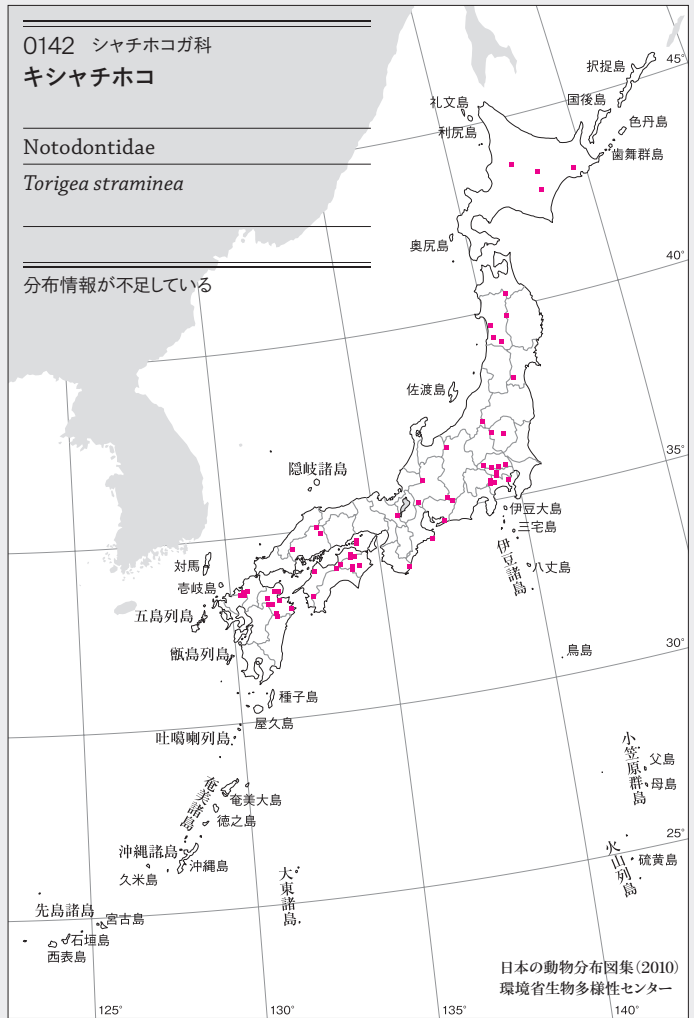 0142 シャチホコガ科
キシャチホコ
Notodontidae
Torigea straminea
分布情報が不足している
択捉島
45°
国後島
礼文島
色丹島
利尻島
歯舞群島
奥尻島
40°
佐渡島
35°
隠岐諸島
伊豆大島
三宅島
伊豆諸島
八丈島
対馬
壱岐島
五島列島
甑島列島
鳥島
30°
種子島
屋久島
吐噶喇列島
小笠原群島
父島
母島
奄美諸島
奄美大島
徳之島
25°
沖縄諸島
沖縄島
久米島
火山列島
硫黄島
大東諸島
先島諸島
宮古島
石垣島
西表島
日本の動物分布図集(2010)
環境省生物多様性センター
125°
130°
135°
140°